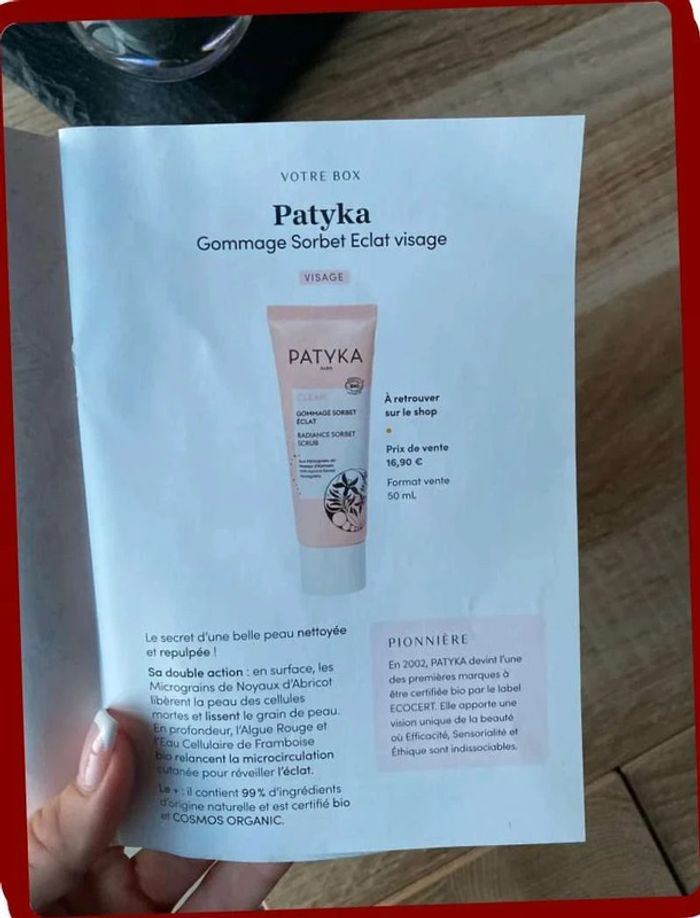 VOTRE BOX
Patyka
Gommage Sorbet Eclat visage
VISAGE
PATYKA
PARIS
BIO
CLEAN
GOMMAGE SORBET
ÉCLAT
RADIANCE SORBET
SCRUB
À retrouver
sur le shop
Prix de vente
16,90 €
Format vente
50 mL
Le secret d'une belle peau nettoyée
et repulpée !
Sa double action : en surface, les
Micrograins de Noyaux d'Abricot
libèrent la peau des cellules
mortes et lissent le grain de peau.
En profondeur, l'Algue Rouge et
l'Eau Cellulaire de Framboise
bio relancent la microcirculation
cutanée pour réveiller l'éclat.
Le + : il contient 99 % d'ingrédients
d'origine naturelle et est certifié bio
et COSMOS ORGANIC.
PIONNIÈRE
En 2002, PATYKA devint l'une
des premières marques à
être certifiée bio par le label
ECOCERT. Elle apporte une
vision unique de la beauté
où Efficacité, Sensorialité et
Éthique sont indissociables.